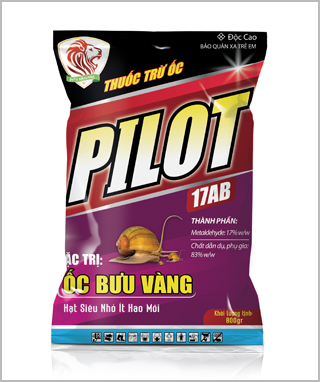 Độc Cao
BẢO QUẢN XA TRẺ EM
THUỐC TRỪ ỐC
PILOT
17AB
THÀNH PHẦN:
Metaldehyde: 17% w/w
Chất dẫn dụ, phụ gia:
83% w/w
ẶC TRỊ:
ỐC BƯU VÀNG
Hạt Siêu Nhỏ Ít Hao Mồi
Khối lượng tịnh
800gr